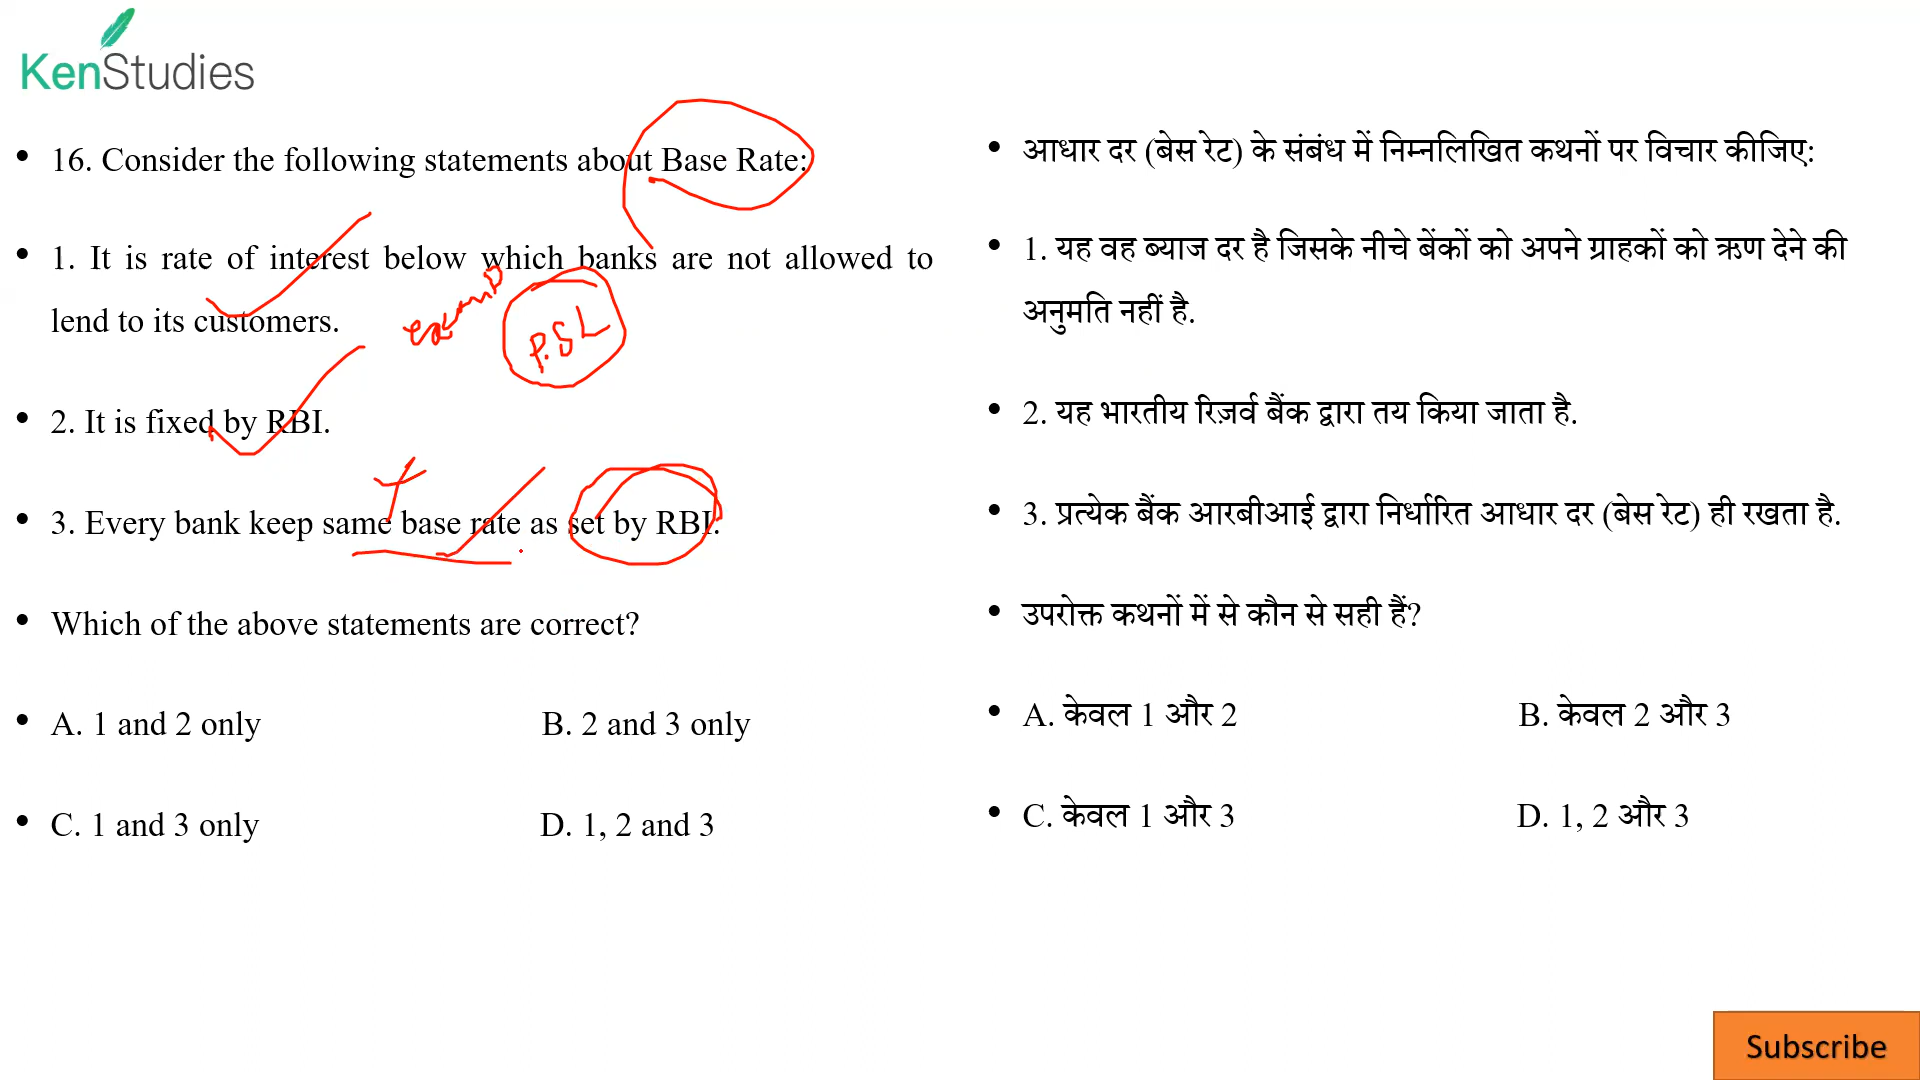 KenStudies
• 16. Consider the following statements about Base Rate:
• 1. It is rate of interest below which banks are not allowed to
lend to its customers.
P.SL
• 2. It is fixed by RBI.
• 3. Every bank keep same base rate as set by RBI.
• Which of the above statements are correct?
• A. 1 and 2 only B. 2 and 3 only
• C. 1 and 3 only D. 1, 2 and 3
• आधार दर (बेस रेट) के संबंध में निम्नलिखित कथनों पर विचार कीजिए:
• 1. यह वह ब्याज दर है जिसके नीचे बेंकों को अपने ग्राहकों को ऋण देने की
अनुमति नहीं है.
• 2. यह भारतीय रिज़र्व बैंक द्वारा तय किया जाता है.
• 3. प्रत्येक बैंक आरबीआई द्वारा निर्धारित आधार दर (बेस रेट) ही रखता है.
• उपरोक्त कथनों में से कौन से सही हैं?
• A. केवल 1 और 2 B. केवल 2 और 3
• C. केवल 1 और 3 D. 1, 2 और 3
Subscribe